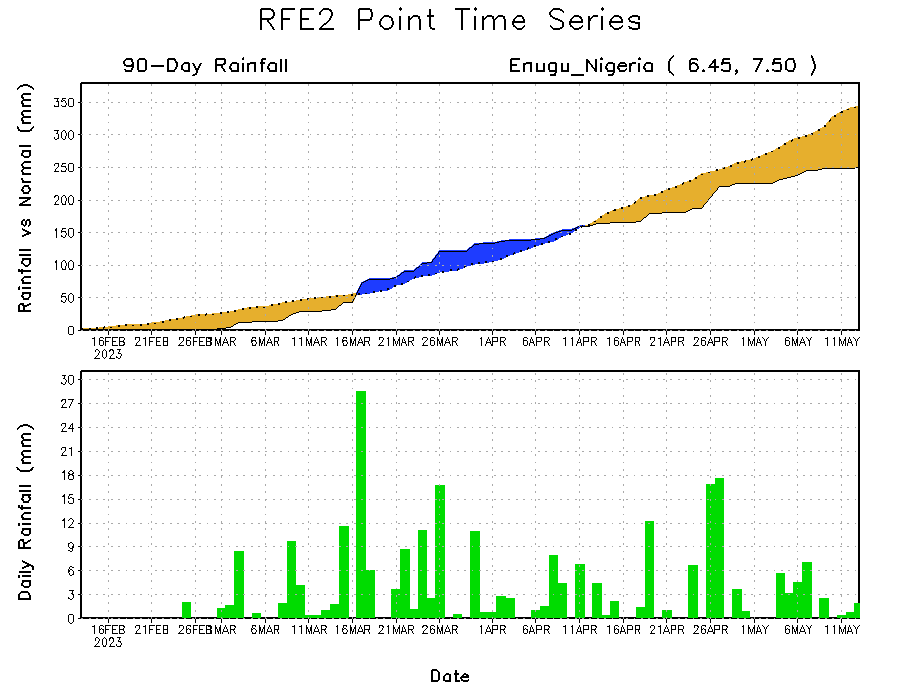 RFE2 Point Time Series
90-Day Rainfall
Enugu_Nigeria ( 6.45, 7.50 )
Rainfall vs Normal (mm)
350
300
250
200
150
100
50
0
16FEB 21FEB 26FEB 1MAR 6MAR 11MAR 16MAR 21MAR 26MAR 1APR 6APR 11APR 16APR 21APR 26APR 1MAY 6MAY 11MAY
2023
Daily Rainfall (mm)
30
27
24
21
18
15
12
9
6
3
0
16FEB 21FEB 26FEB 1MAR 6MAR 11MAR 16MAR 21MAR 26MAR 1APR 6APR 11APR 16APR 21APR 26APR 1MAY 6MAY 11MAY
2023
Date